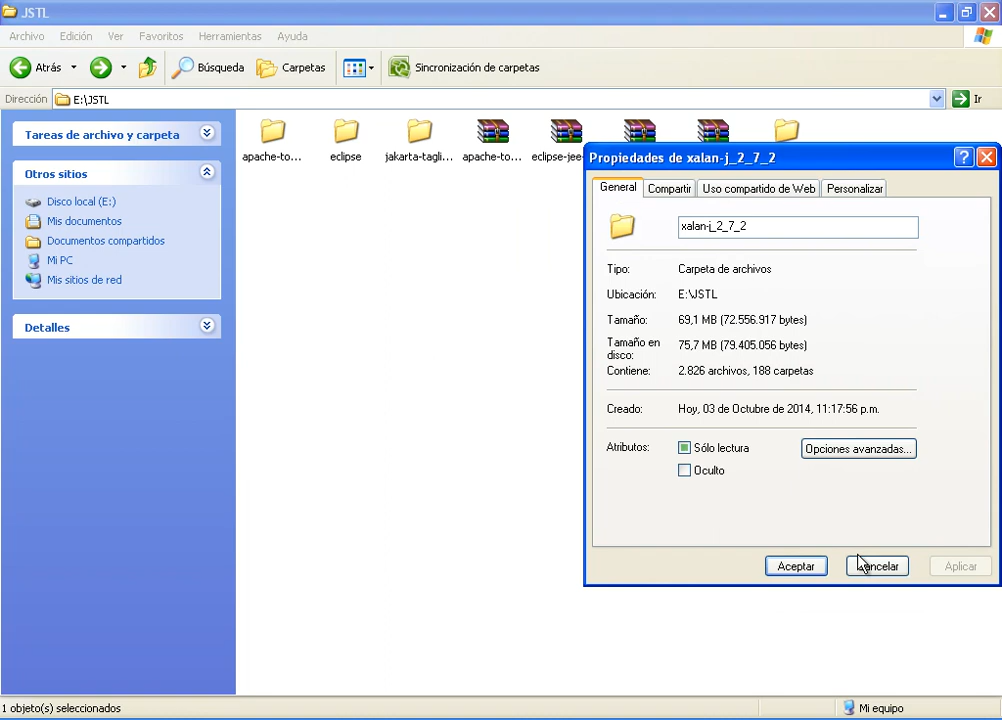 JSTL
Archivo Edición Ver Favoritos Herramientas Ayuda
Atrás Búsqueda Carpetas Sincronización de carpetas
Dirección E:\JSTL Ir
Tareas de archivo y carpeta
Otros sitios
Disco local (E:)
Mis documentos
Documentos compartidos
Mi PC
Mis sitios de red
Detalles
apache-to... eclipse jakarta-tagli... apache-to... eclipse-jee-
Propiedades de xalan-j_2_7_2
General Compartir Uso compartido de Web Personalizar
xalan-j_2_7_2
Tipo: Carpeta de archivos
Ubicación: E:\JSTL
Tamaño: 69,1 MB (72.556.917 bytes)
Tamaño en disco: 75,7 MB (79.405.056 bytes)
Contiene: 2.826 archivos, 188 carpetas
Creado: Hoy, 03 de Octubre de 2014, 11:17:56 p.m.
Atributos: Sólo lectura Opciones avanzadas...
Oculto
Aceptar Cancelar Aplicar
1 objeto(s) seleccionados Mi equipo